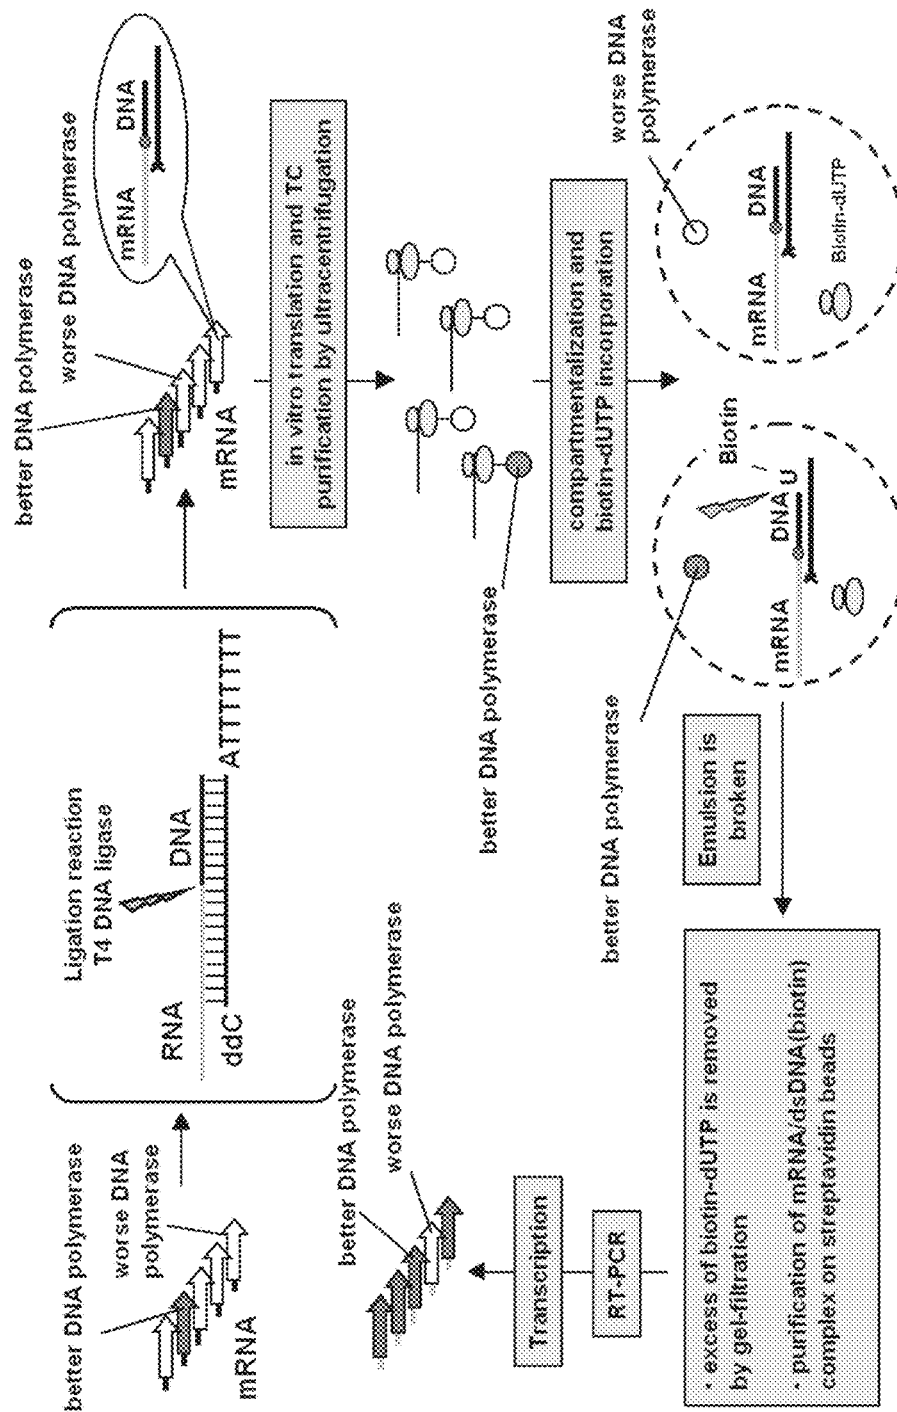 better DNA polymerase
worse DNA
polymerase
mRNA
Ligation reaction
T4 DNA ligase
RNA
DNA
ddC
ATTTTTTT
better DNA polymerase
worse DNA polymerase
mRNA
mRNA
DNA
in vitro translation and TC
purification by ultracentrifugation
better DNA polymerase
compartmentalization and
biotin-dUTP incorporation
worse DNA
polymerase
mRNA
DNA
Biotin-dUTP
better DNA polymerase
Biotin
mRNA
DNA
U
Emulsion is
broken
· excess of biotin-dUTP is removed
by gel-filtration
· purification of mRNA/dsDNA(biotin)
complex on streptavidin beads
RT-PCR
Transcription
better DNA polymerase
worse DNA polymerase